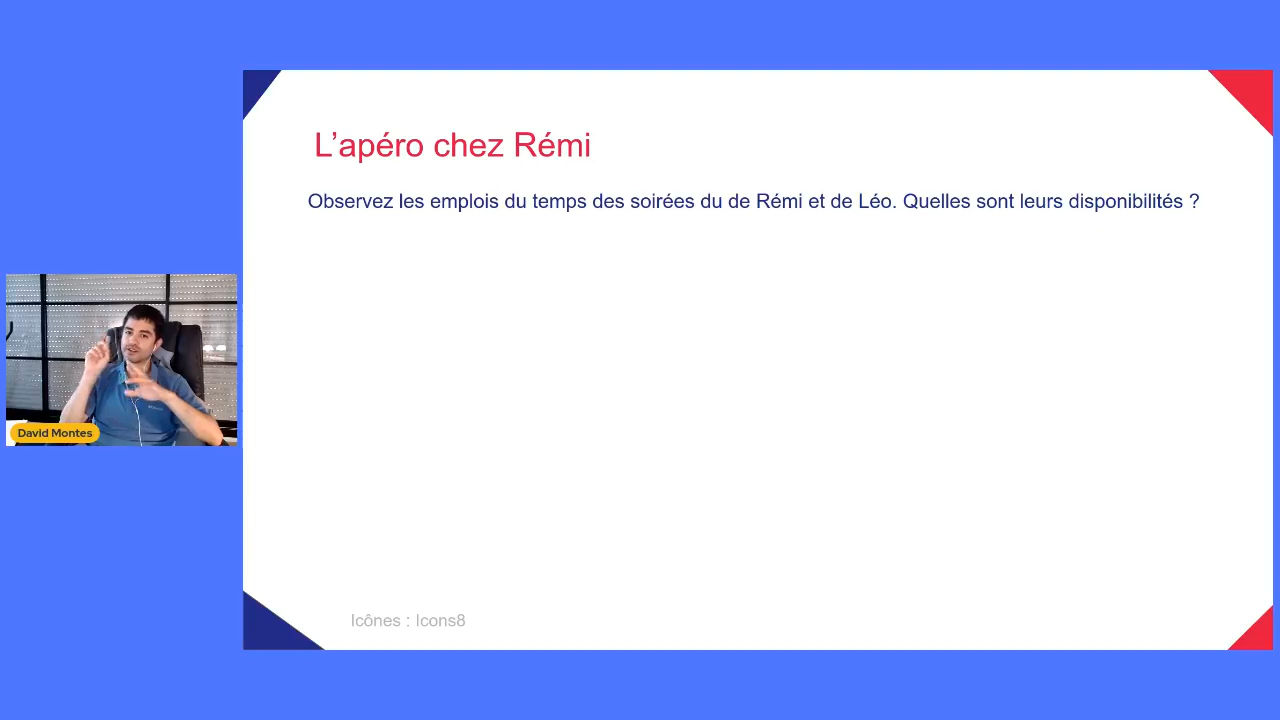 L’apéro chez Rémi
Observez les emplois du temps des soirées du de Rémi et de Léo. Quelles sont leurs disponibilités ?
David Montes
Icônes : Icons8